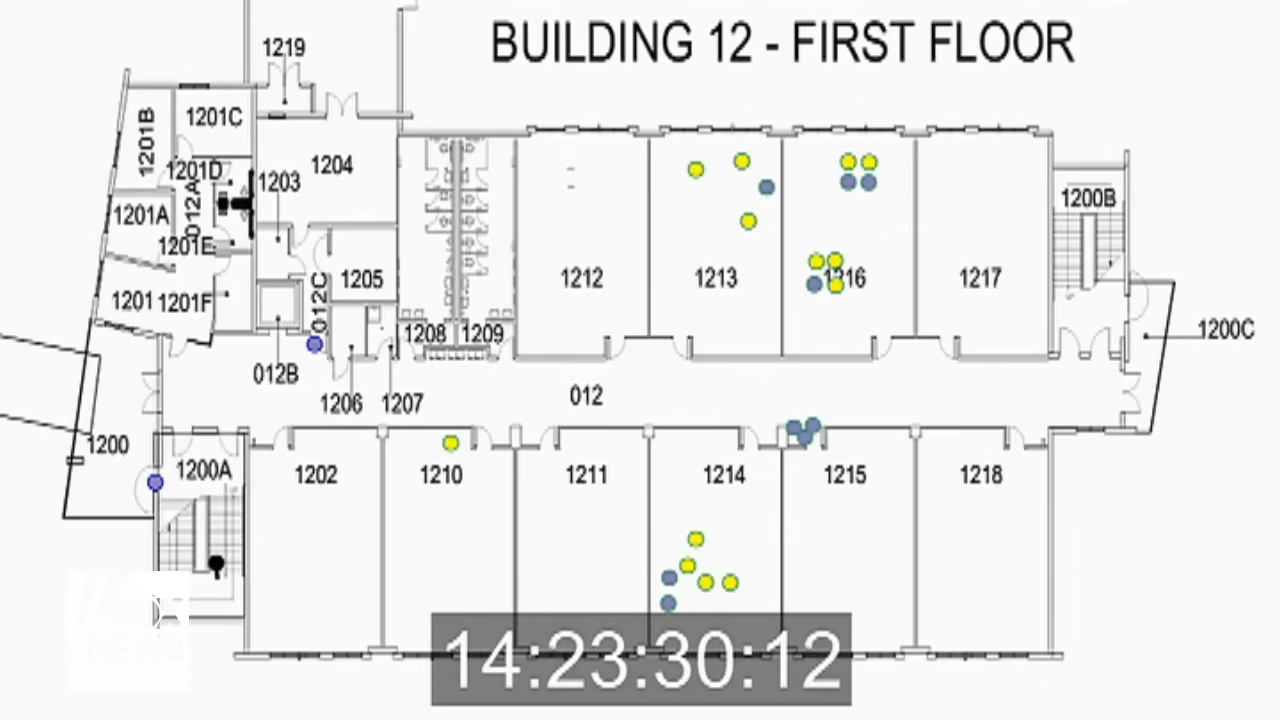 BUILDING 12 - FIRST FLOOR
1219
1201B
1201C
1204
1201D
1203
012A
1201A
1201E
1205
1201
1201F
012C
1208
1209
1212
1213
1216
1217
1200B
1200C
012B
1206
1207
012
1200
1200A
1202
1210
1211
1214
1215
1218
14:23:30:12